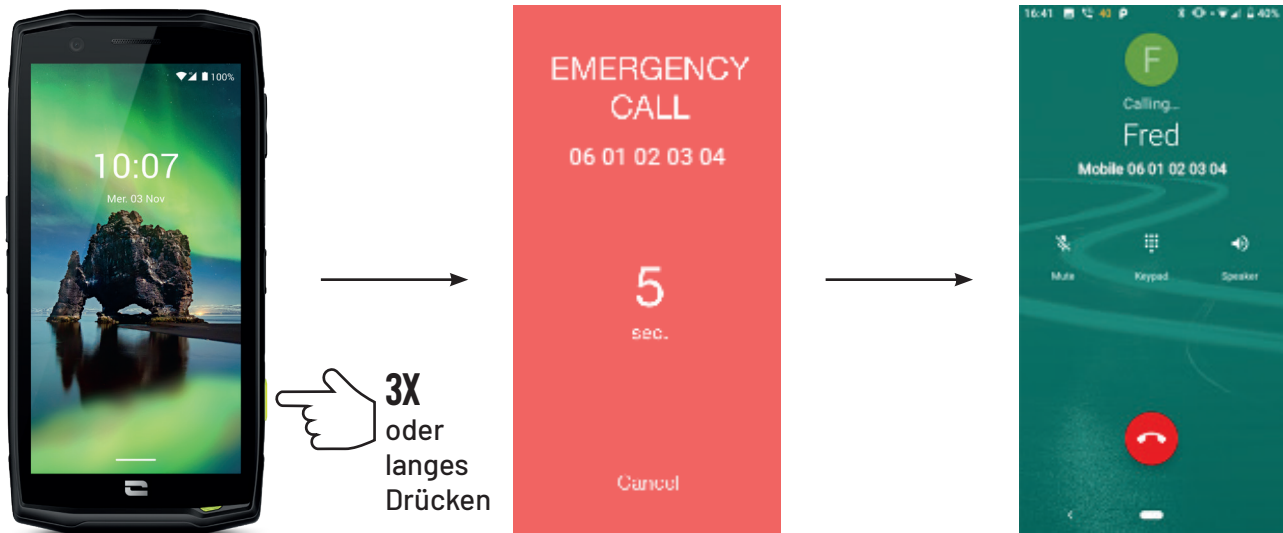 100%
10:07
Mer. 03 Nov
3X
oder
langes
Drücken
EMERGENCY
CALL
06 01 02 03 04
5
sec.
Cancel
16:41 40 P 40%
F
Calling...
Fred
Mobile 06 01 02 03 04
Mute Keypad Speaker